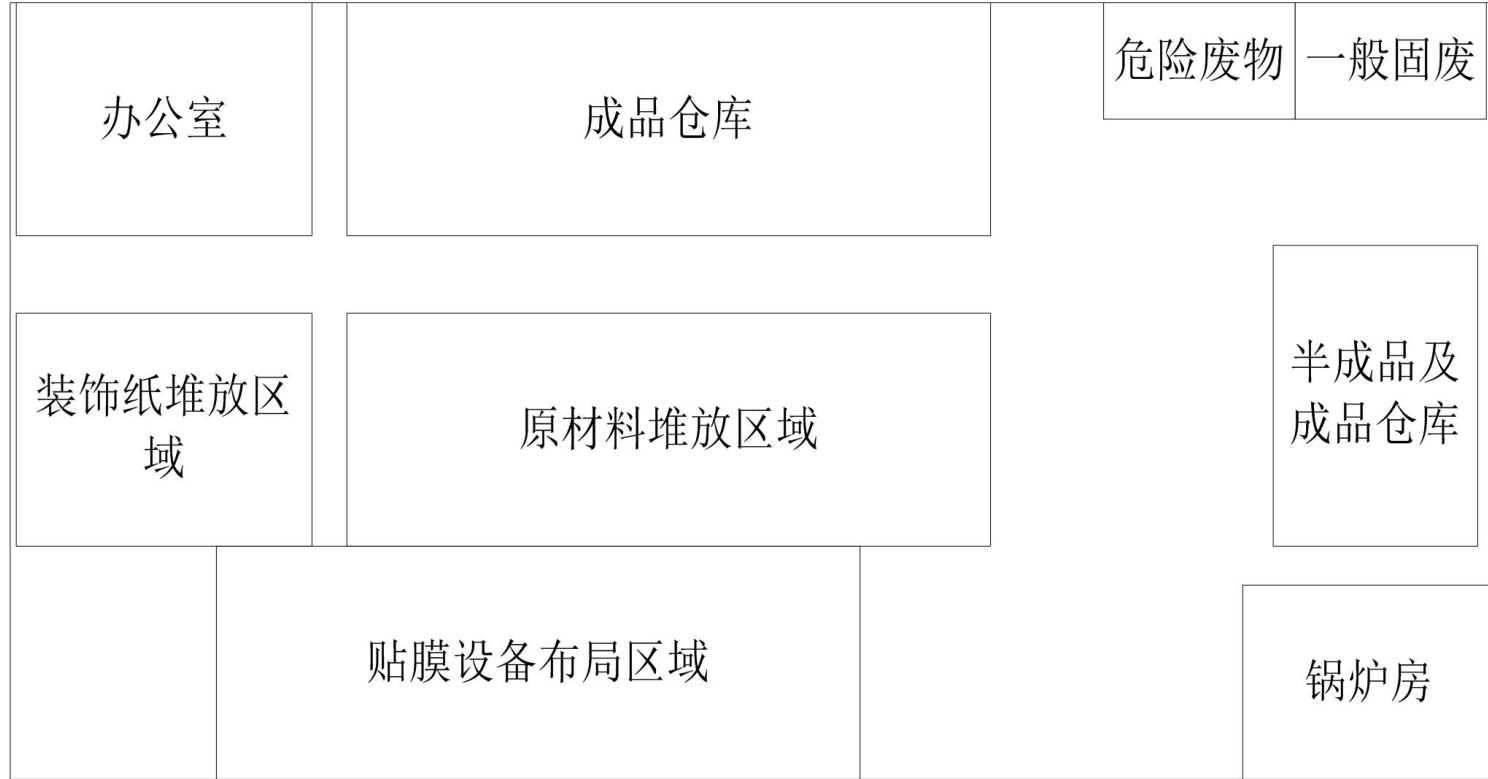 办公室
成品仓库
危险废物
一般固废
装饰纸堆放区
域
原材料堆放区域
半成品及
成品仓库
贴膜设备布局区域
锅炉房